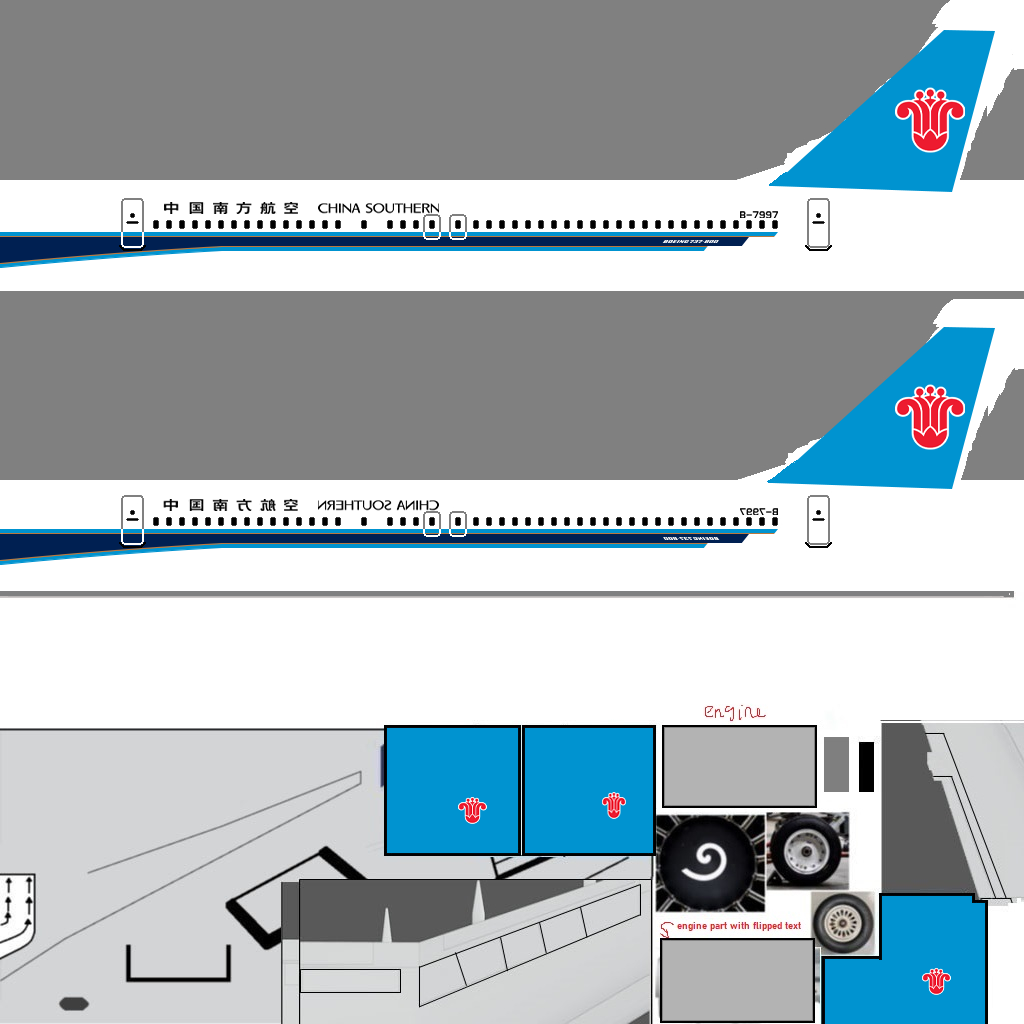 中国南方航空 CHINA SOUTHERN
B-7997
BOEING 737-800
中国南方航空 CHINA SOUTHERN
B-7997
BOEING 737-800
engine
engine part with flipped text